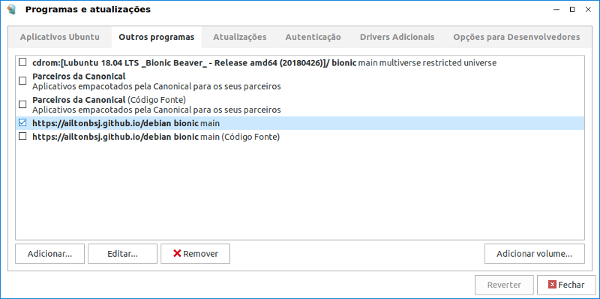 Programas e atualizações
Aplicativos Ubuntu Outros programas Atualizações Autenticação Drivers Adicionais Opções para Desenvolvedores
cdrom:[Lubuntu 18.04 LTS _Bionic Beaver_ - Release amd64 (20180426)]/ bionic main multiverse restricted universe
Parceiros da Canonical
Aplicativos empacotados pela Canonical para os seus parceiros
Parceiros da Canonical (Código Fonte)
Aplicativos empacotados pela Canonical para os seus parceiros
https://ailtonbsj.github.io/debian bionic main
https://ailtonbsj.github.io/debian bionic main (Código Fonte)
Adicionar... Editar... Remover Adicionar volume...
Reverter Fechar